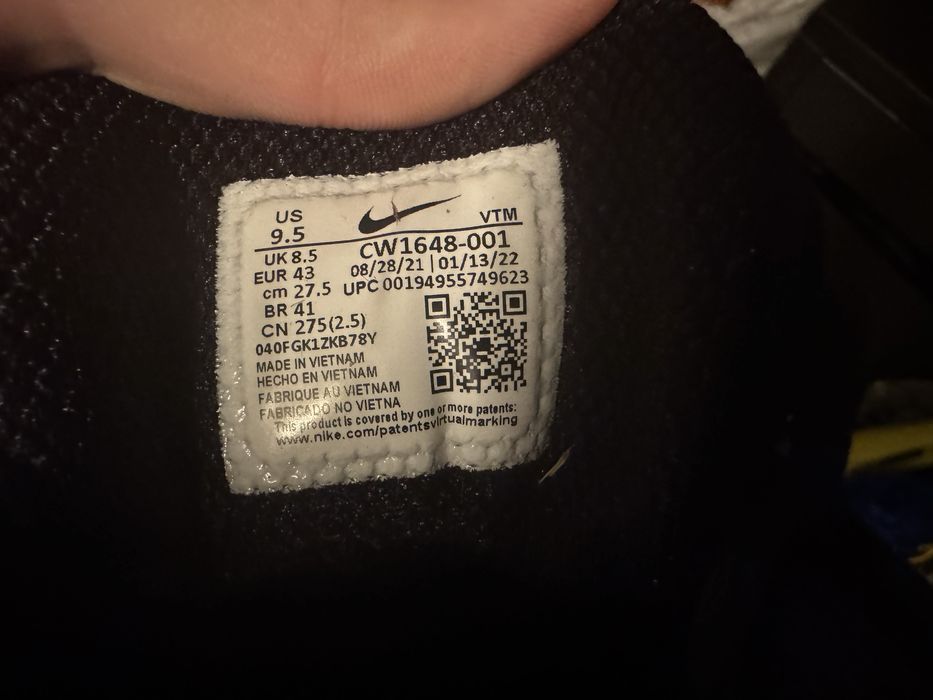 US
9.5
VTM
UK 8.5
CW1648-001
EUR 43
08/28/21 | 01/13/22
cm 27.5
UPC 00194955749623
BR 41
CN 275(2.5)
040FGK1ZKB78Y
MADE IN VIETNAM
HECHO EN VIETNAM
FABRIQUE AU VIETNAM
FABRICADO NO VIETNA
This product is covered by one or more patents:
www.nike.com/patentsvirtualmarking